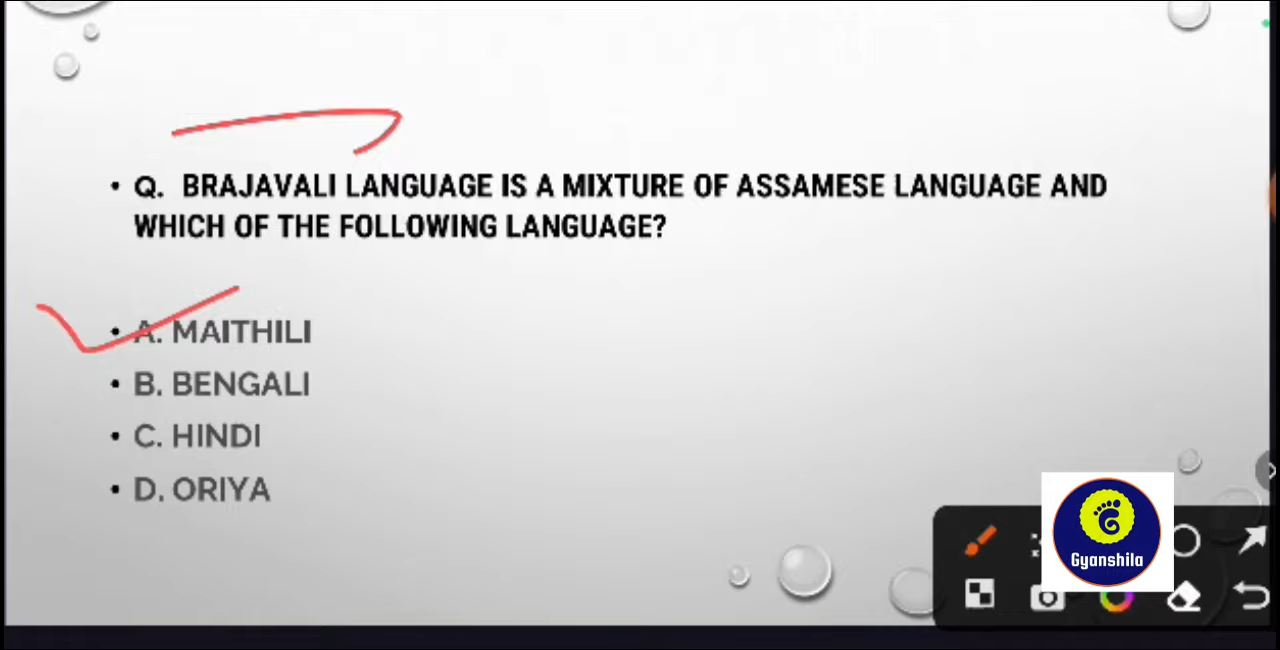 • Q. BRAJAVALI LANGUAGE IS A MIXTURE OF ASSAMESE LANGUAGE AND
WHICH OF THE FOLLOWING LANGUAGE?
• A. MAITHILI
• B. BENGALI
• C. HINDI
• D. ORIYA
Gyanshila